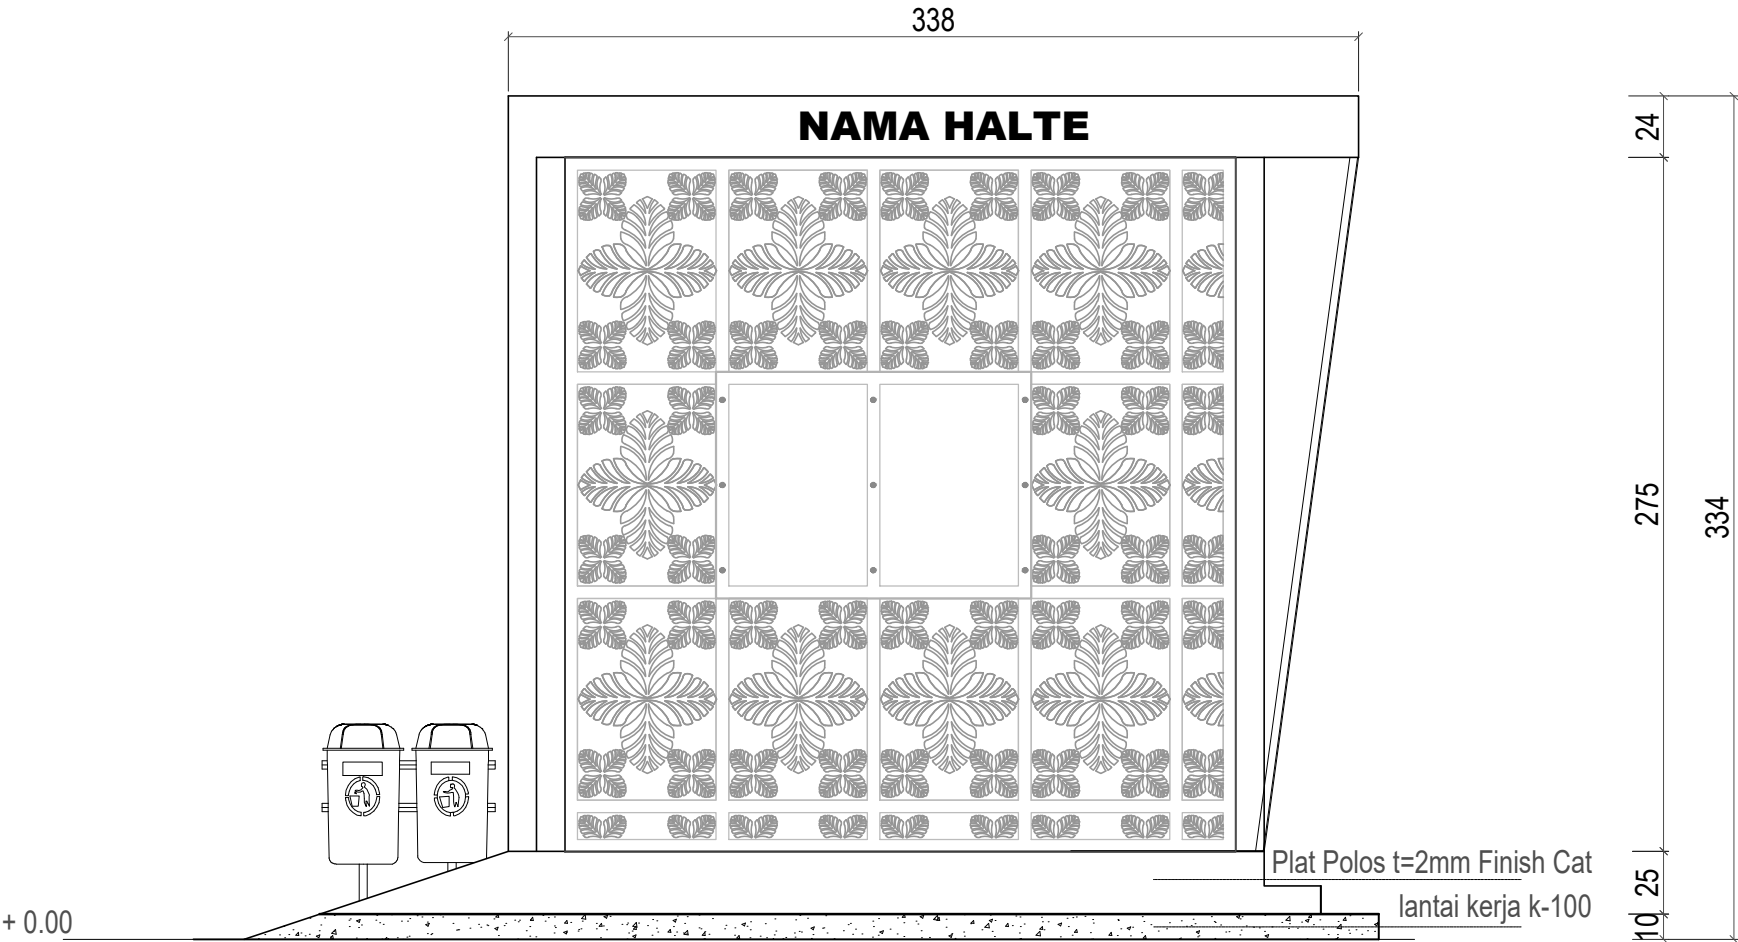 338
NAMA HALTE
24
275
334
Plat Polos t=2mm Finish Cat
25
lantai kerja k-100
10
+ 0.00